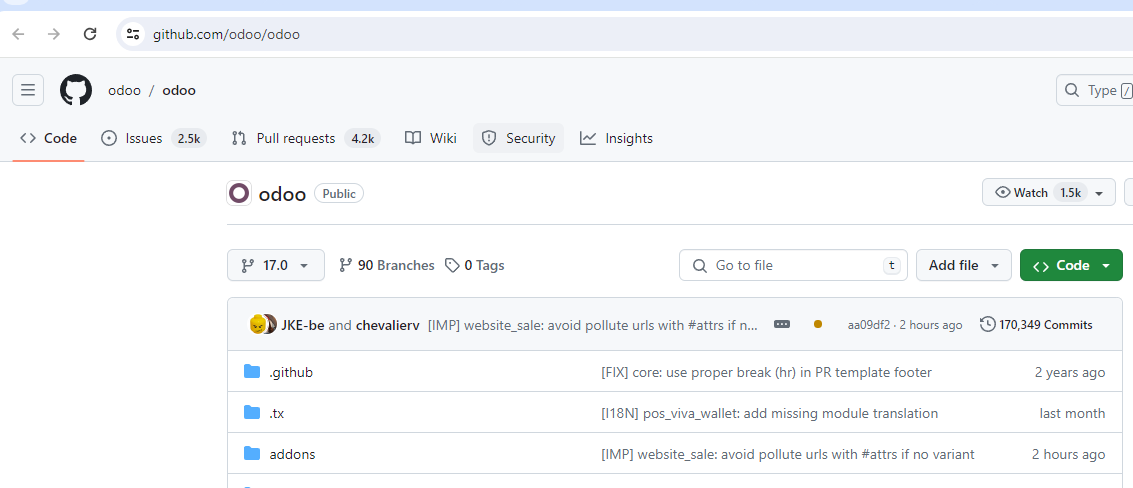 github.com/odoo/odoo
odoo / odoo
Type /
Code Issues 2.5k Pull requests 4.2k Wiki Security Insights
odoo Public
Watch 1.5k
17.0 90 Branches 0 Tags Go to file t Add file Code
JKE-be and chevalierv [IMP] website_sale: avoid pollute urls with #attrs if n... aa09df2 · 2 hours ago 170,349 Commits
.github [FIX] core: use proper break (hr) in PR template footer 2 years ago
.tx [I18N] pos_viva_wallet: add missing module translation last month
addons [IMP] website_sale: avoid pollute urls with #attrs if no variant 2 hours ago